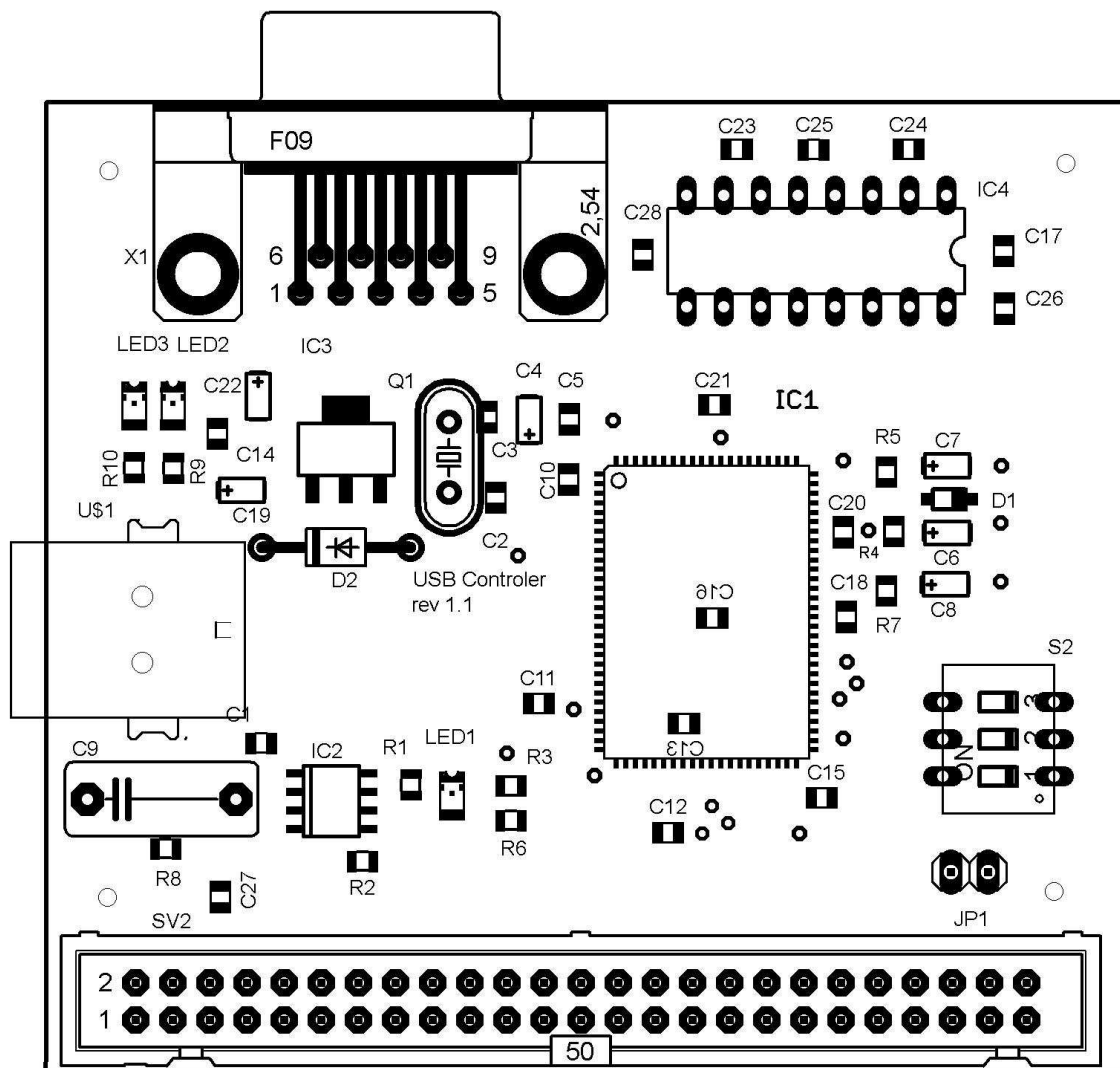 F09
C23 C25 C24
2,54
IC4
C28
X1
6 9
C17
1 5
C26
LED3 LED2
IC3
Q1
C4
C5
C21
IC1
C22
C14
C3
R5
C7
R10
R9
C10
U$1
C19
D1
C20
C2
R4
D2
USB Controler
rev 1.1
C6
C16
C18
R7
C8
S2
C11
3
C1
2
C9
IC2
R1
LED1
R3
C13
ON
1
C15
C12
R6
R8
R2
C27
SV2
JP1
2
1
50